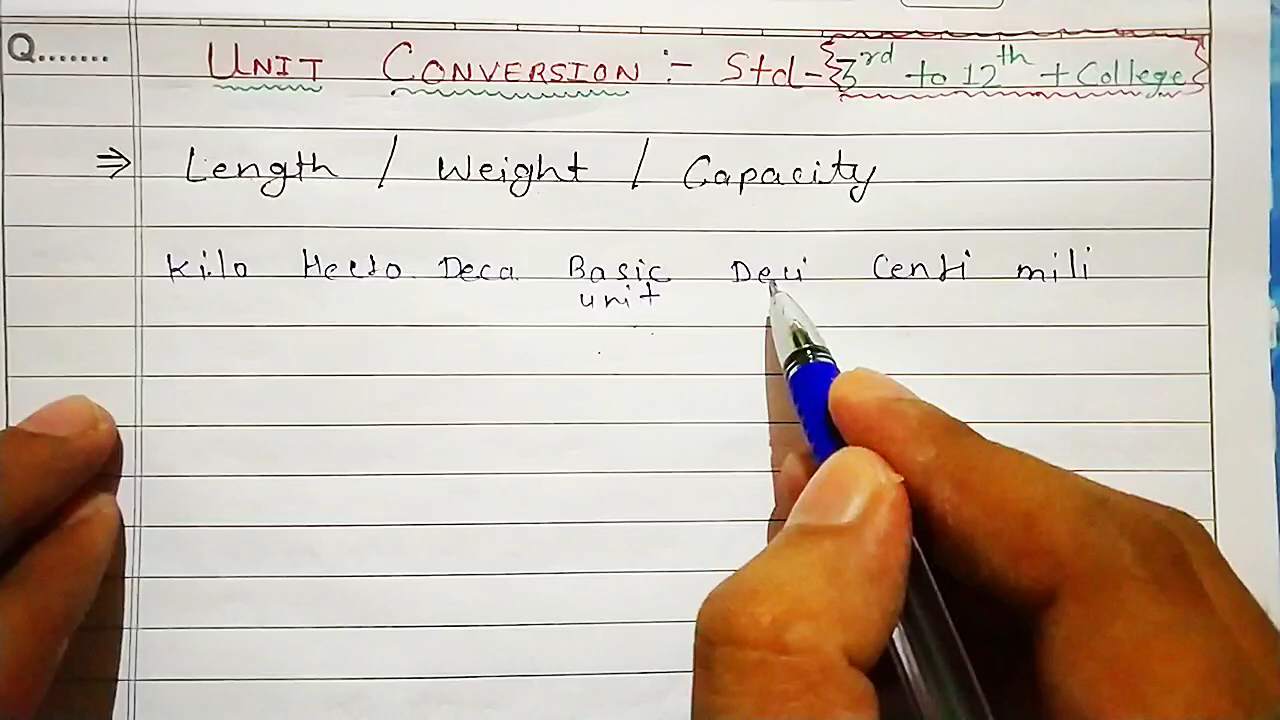 Q.......
UNIT CONVERSION :- Std-{3rd to 12th + College}
⇒ Length / Weight / Capacity
Kilo Hecto Deca Basic unit Deci Centi mili